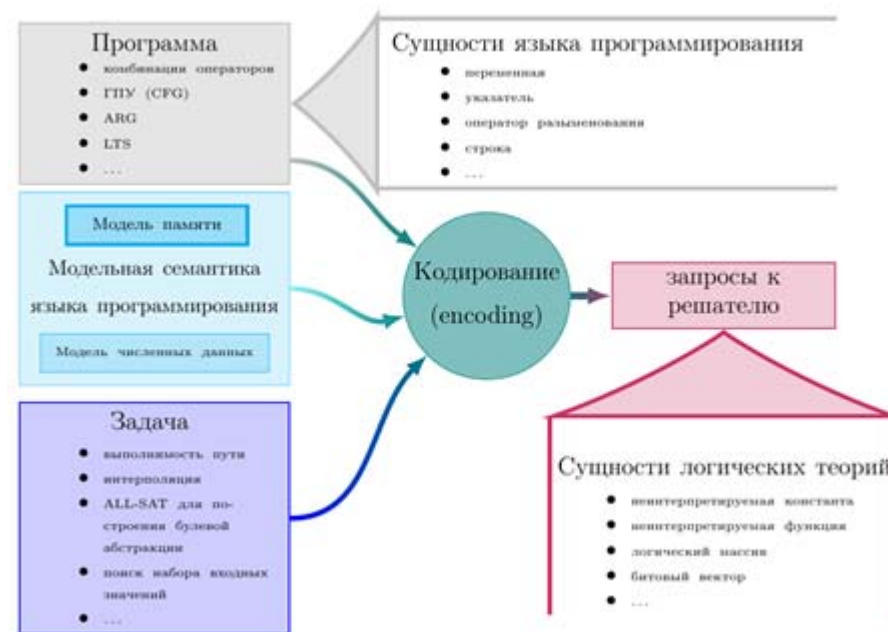 Программа
● комбинация операторов
● ГПУ (CFG)
● ARG
● LTS
● ...
Сущности языка программирования
● переменная
● указатель
● оператор разыменования
● строка
● ...
Модель памяти
Модельная семантика
языка программирования
Модель численных данных
Кодирование
(encoding)
запросы к
решателю
Задача
● выполнимость пути
● интерполяция
● ALL-SAT для по-
строения булевой
абстракции
● поиск набора входных
значений
● ...
Сущности логических теорий
● неинтерпретируемая константа
● неинтерпретируемая функция
● логический массив
● битовый вектор
● ...